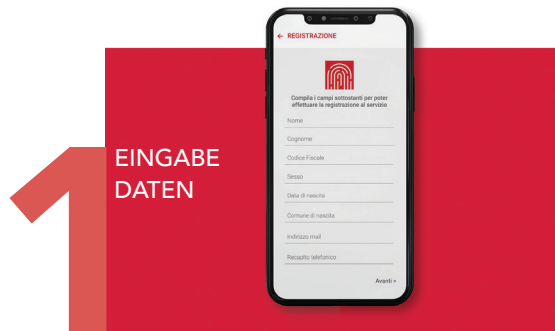 1
EINGABE
DATEN
← REGISTRAZIONE
Compila i campi sottostanti per poter
effettuare la registrazione al servizio
Nome
Cognome
Codice Fiscale
Sesso
Data di nascita
Comune di nascita
Indirizzo mail
Recapito telefonico
Avanti »